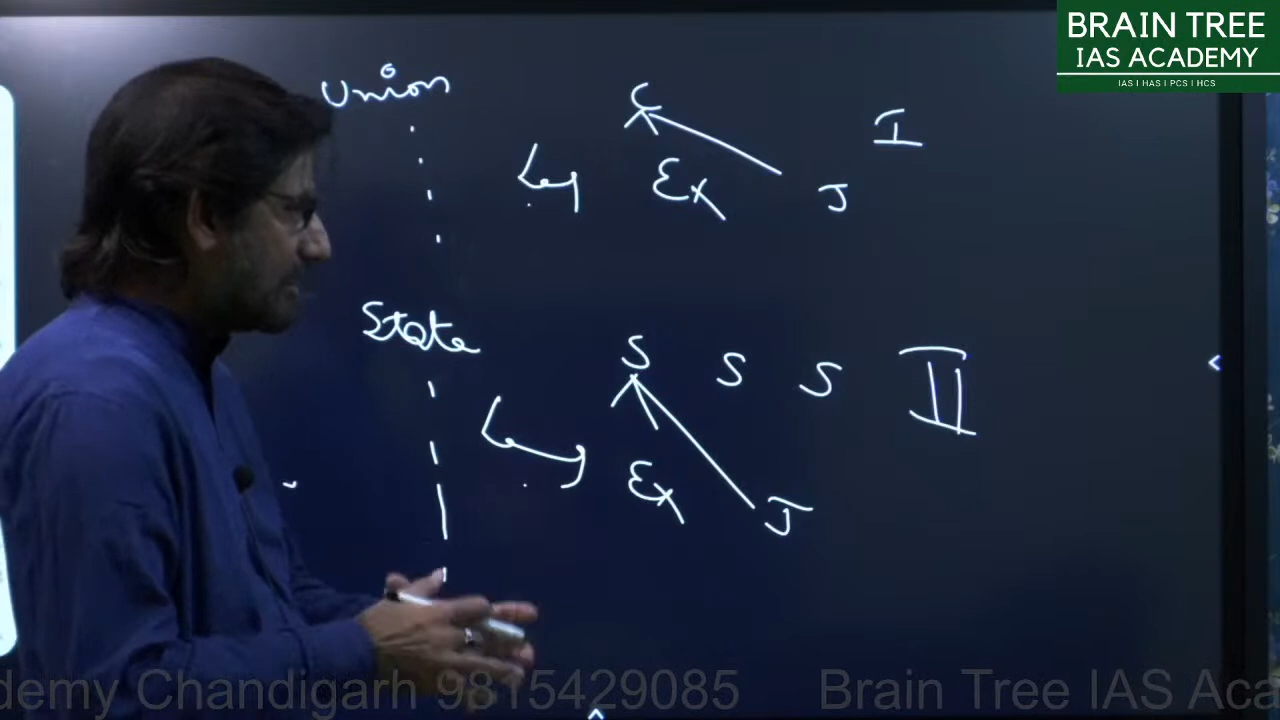 BRAIN TREE
IAS ACADEMY
IAS I HAS I PCS I HCS
Union
C
I
Leg Ex J
State
S S S II
Leg Ex J
demy Chandigarh 9815429085 Brain Tree IAS Aca